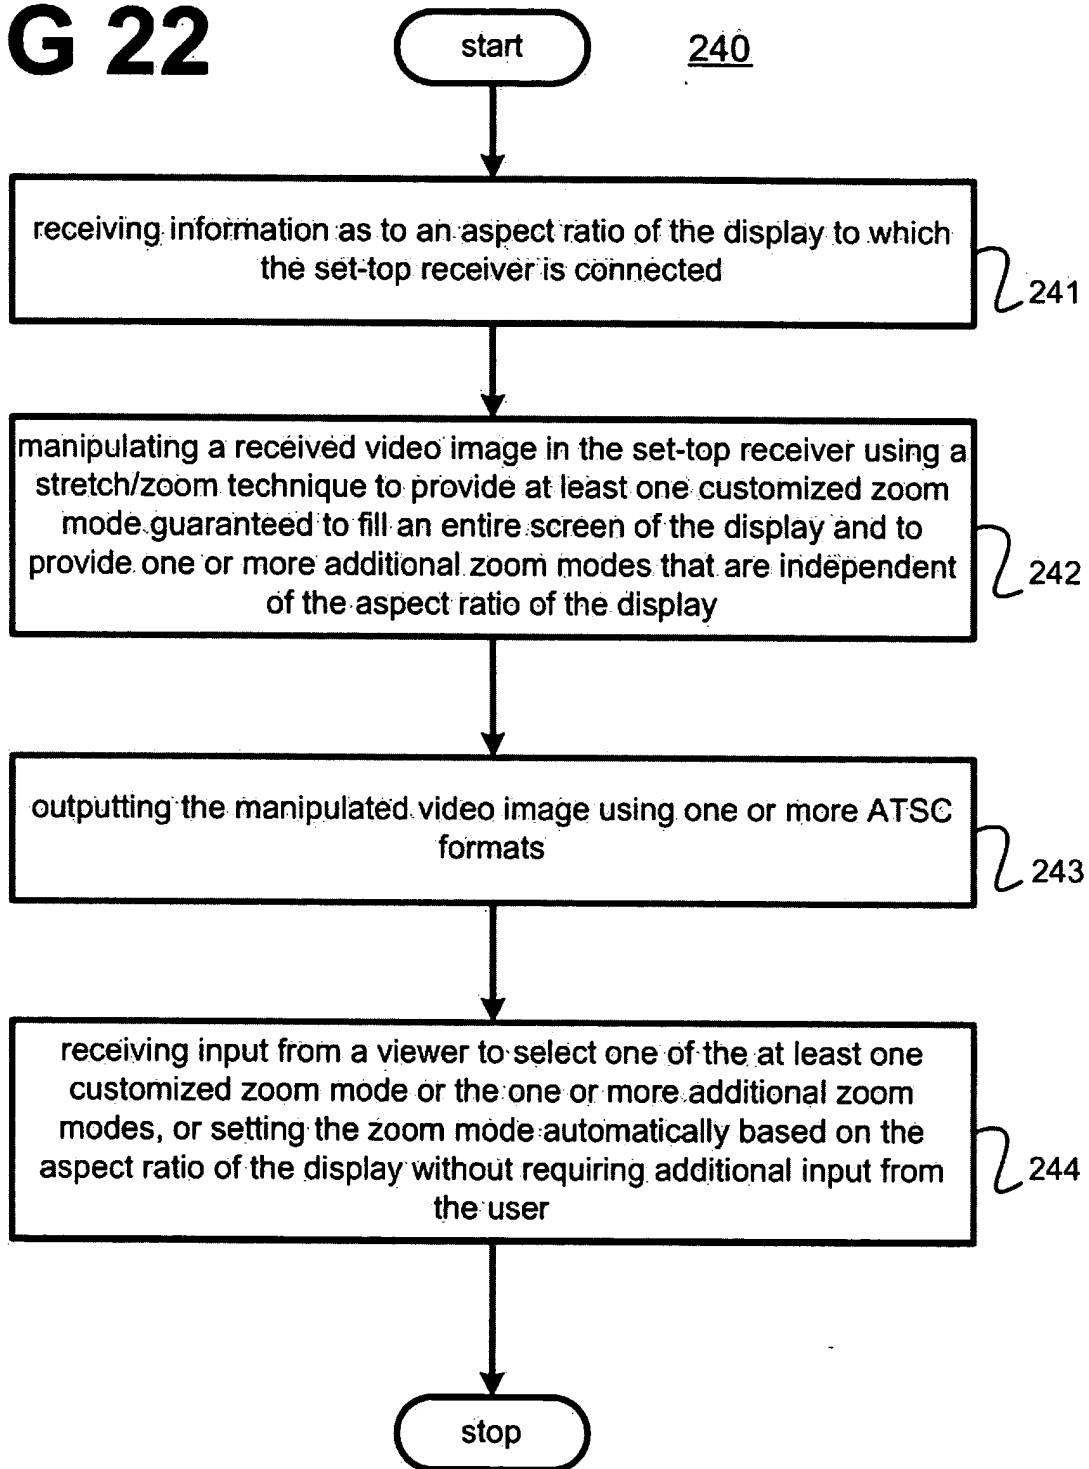 G 22
start
240
receiving information as to an aspect ratio of the display to which
the set-top receiver is connected
241
manipulating a received video image in the set-top receiver using a
stretch/zoom technique to provide at least one customized zoom
mode guaranteed to fill an entire screen of the display and to
provide one or more additional zoom modes that are independent
of the aspect ratio of the display
242
outputting the manipulated video image using one or more ATSC
formats
243
receiving input from a viewer to select one of the at least one
customized zoom mode or the one or more additional zoom
modes, or setting the zoom mode automatically based on the
aspect ratio of the display without requiring additional input from
the user
244
stop